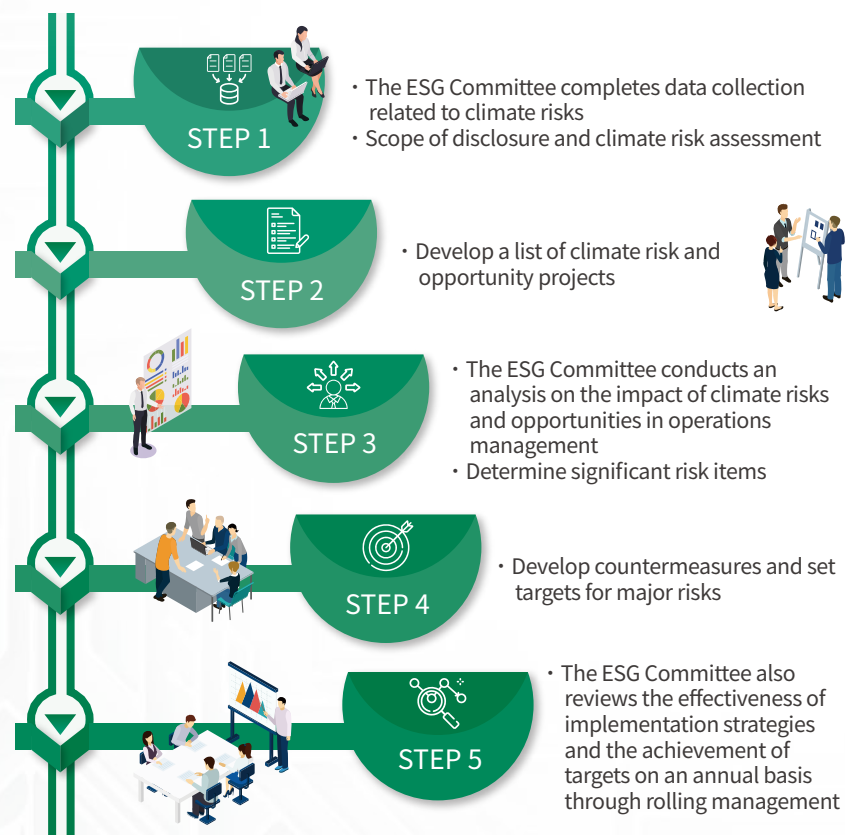 STEP 1
・The ESG Committee completes data collection
related to climate risks
・Scope of disclosure and climate risk assessment
STEP 2
・Develop a list of climate risk and
opportunity projects
STEP 3
・The ESG Committee conducts an
analysis on the impact of climate risks
and opportunities in operations
management
・Determine significant risk items
STEP 4
・Develop countermeasures and set
targets for major risks
STEP 5
・The ESG Committee also
reviews the effectiveness of
implementation strategies
and the achievement of
targets on an annual basis
through rolling management